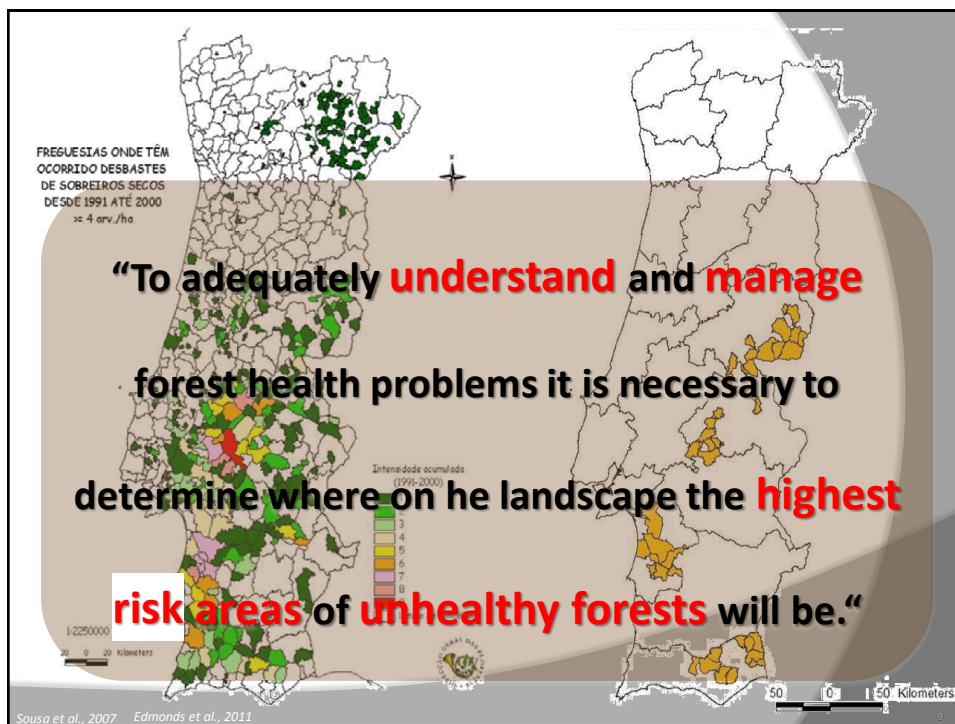 FREGUESIAS ONDE TÊM
OCORRIDO DESBASTES
DE SOBREIROS SECOS
DESDE 1991 ATÉ 2000
>= 4 arv./ha
“To adequately understand and manage
forest health problems it is necessary to
determine where on he landscape the highest
risk areas of unhealthy forests will be.“
Intensidade acumulada
(1991-2000)
3
4
5
6
7
8
1:2250000
20 0 20 Kilometers
50 0 50 Kilometers
Sousa et al., 2007 Edmonds et al., 2011
9